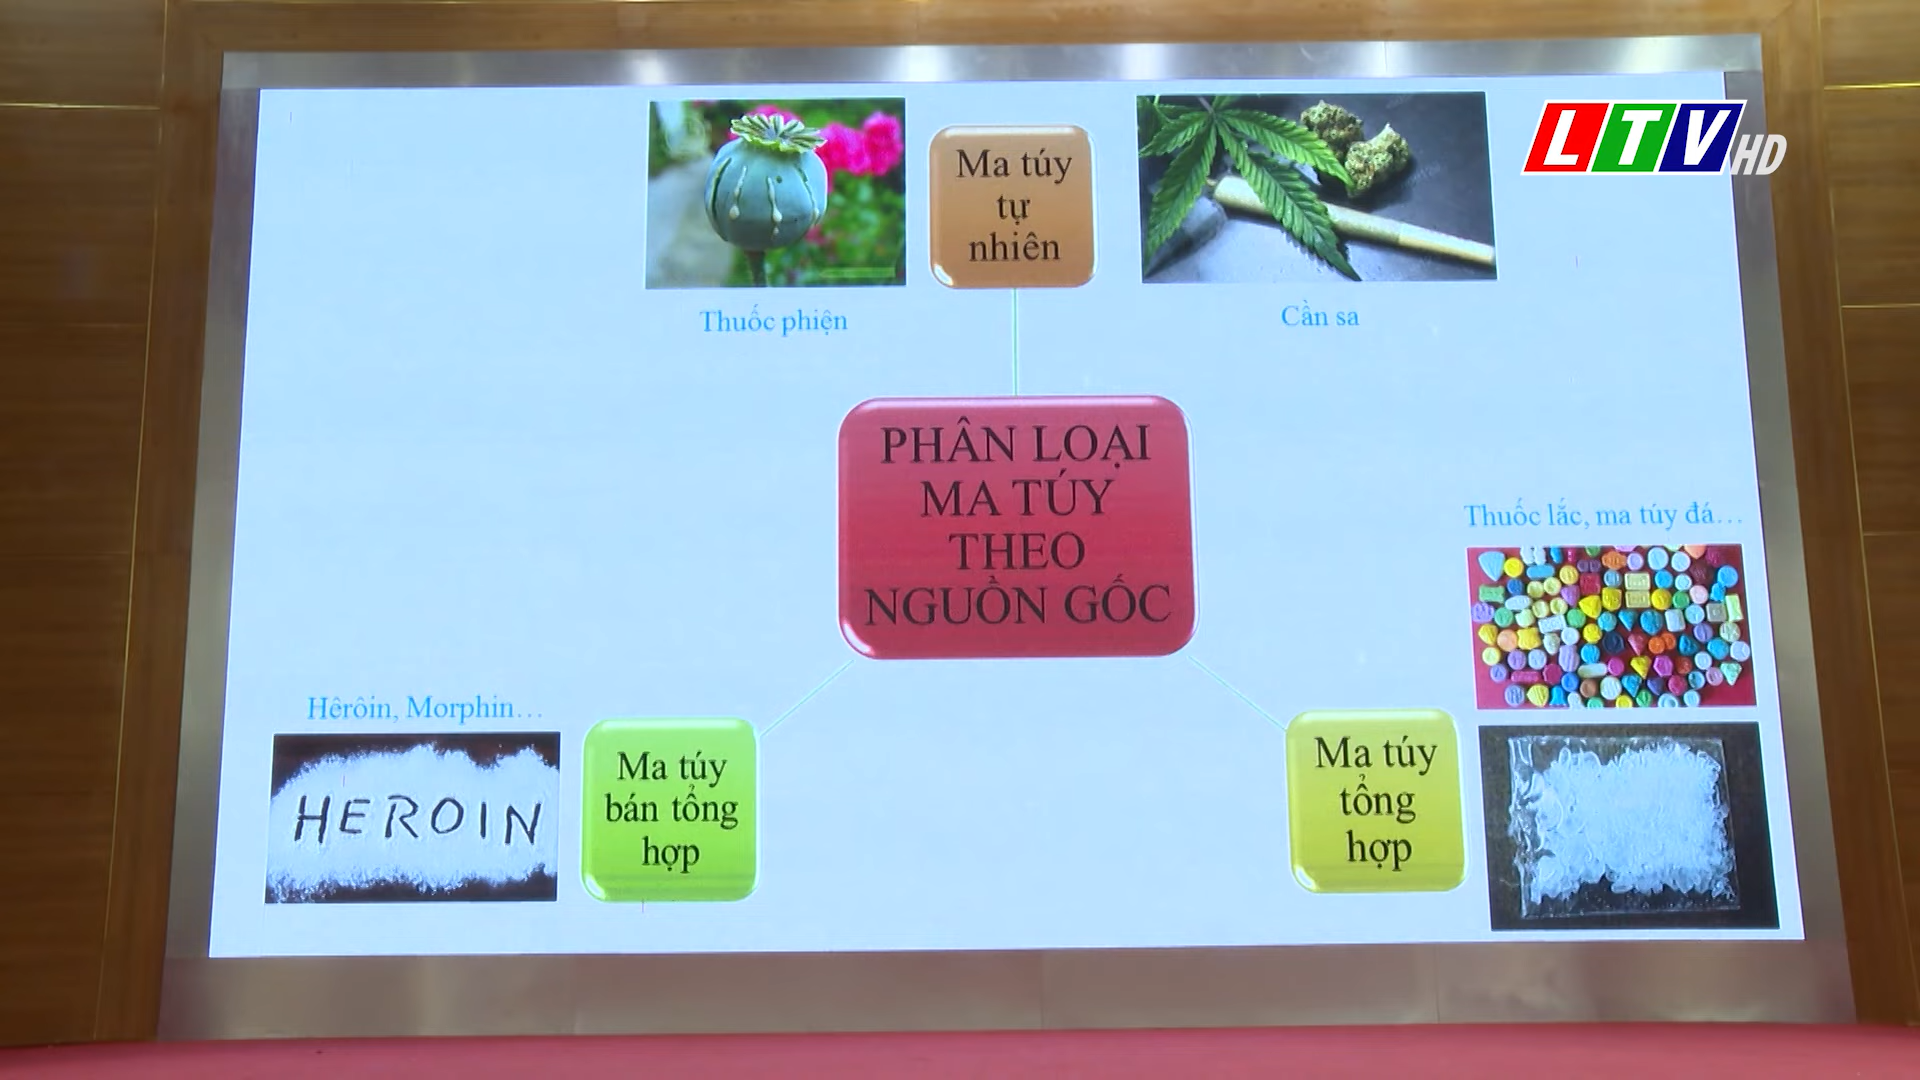 LTV HD
Ma túy
tự
nhiên
Thuốc phiện
Cần sa
PHÂN LOẠI
MA TÚY
THEO
NGUỒN GỐC
Thuốc lắc, ma túy đá...
Hêrôin, Morphin...
HEROIN
Ma túy
bán tổng
hợp
Ma túy
tổng
hợp